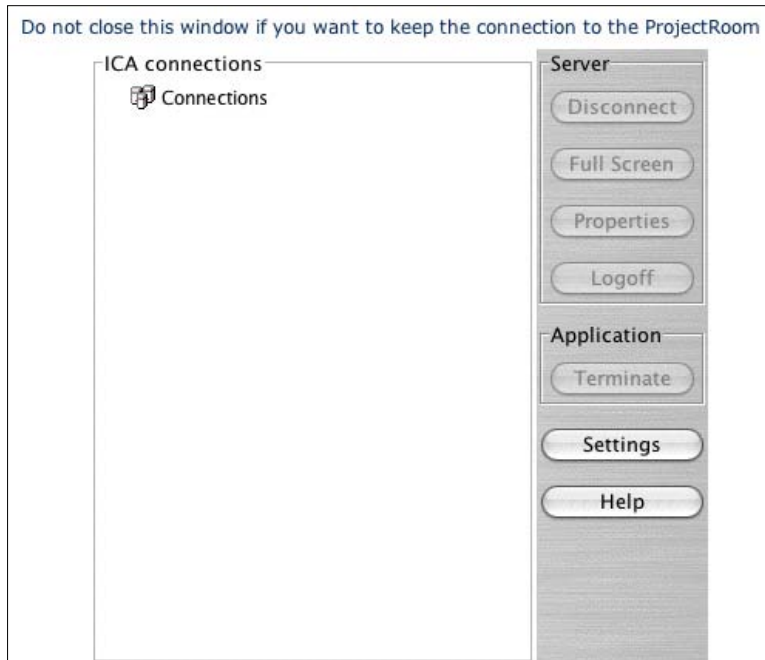 Do not close this window if you want to keep the connection to the ProjectRoom
ICA connections
Connections
Server
Disconnect
Full Screen
Properties
Logoff
Application
Terminate
Settings
Help